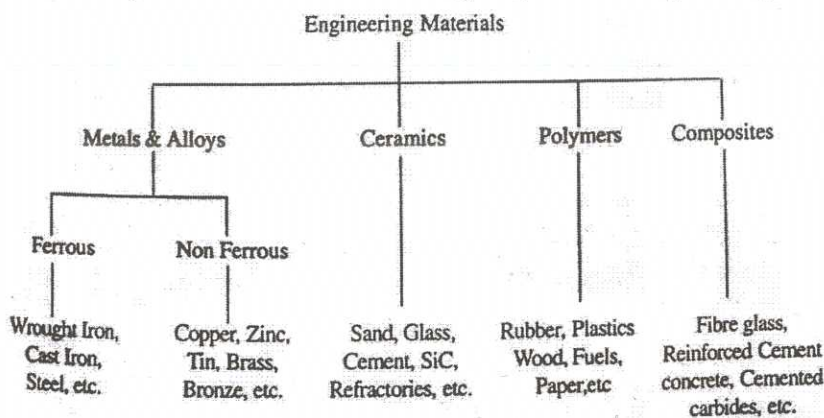 Engineering Materials
Metals & Alloys
Ceramics
Polymers
Composites
Ferrous
Non Ferrous
Wrought Iron,
Cast Iron,
Steel, etc.
Copper, Zinc,
Tin, Brass,
Bronze, etc.
Sand, Glass,
Cement, SiC,
Refractories, etc.
Rubber, Plastics
Wood, Fuels,
Paper,etc
Fibre glass,
Reinforced Cement
concrete, Cemented
carbides, etc.